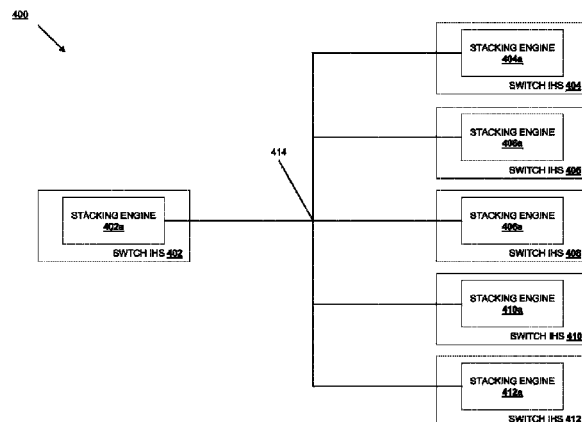 400
STACKING ENGINE
404a
SWITCH IHS 404
STACKING ENGINE
406a
SWITCH IHS 406
414
STACKING ENGINE
402a
SWTCH IHS 402
STACKING ENGINE
408a
SWITCH IHS 408
STACKING ENGINE
410a
SWITCH IHS 410
STACKING ENGINE
412a
SWITCH IHS 412